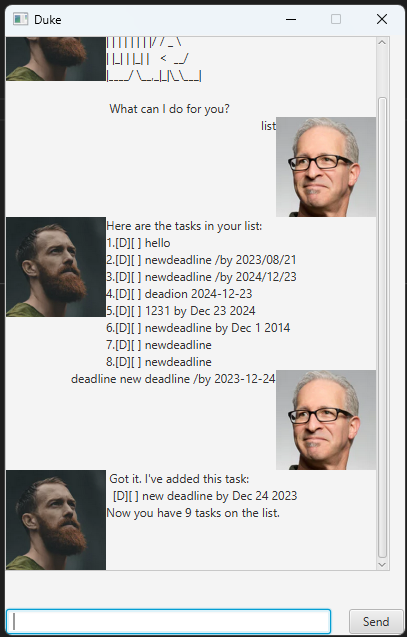 Duke
| | | | | | | |/ / _ \
| |_| | |_| |   <  __/
|____/ \__,_|_|\_\___|
What can I do for you?
list
Here are the tasks in your list:
1.[D][ ] hello
2.[D][ ] newdeadline /by 2023/08/21
3.[D][ ] newdeadline /by 2024/12/23
4.[D][ ] deadion 2024-12-23
5.[D][ ] 1231 by Dec 23 2024
6.[D][ ] newdeadline by Dec 1 2014
7.[D][ ] newdeadline
8.[D][ ] newdeadline
deadline new deadline /by 2023-12-24
Got it. I've added this task:
[D][ ] new deadline by Dec 24 2023
Now you have 9 tasks on the list.
Send